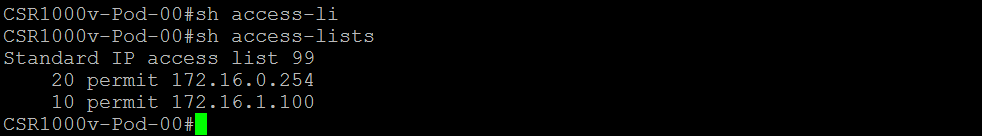 CSR1000v-Pod-00#sh access-li
CSR1000v-Pod-00#sh access-lists
Standard IP access list 99
    20 permit 172.16.0.254
    10 permit 172.16.1.100
CSR1000v-Pod-00#